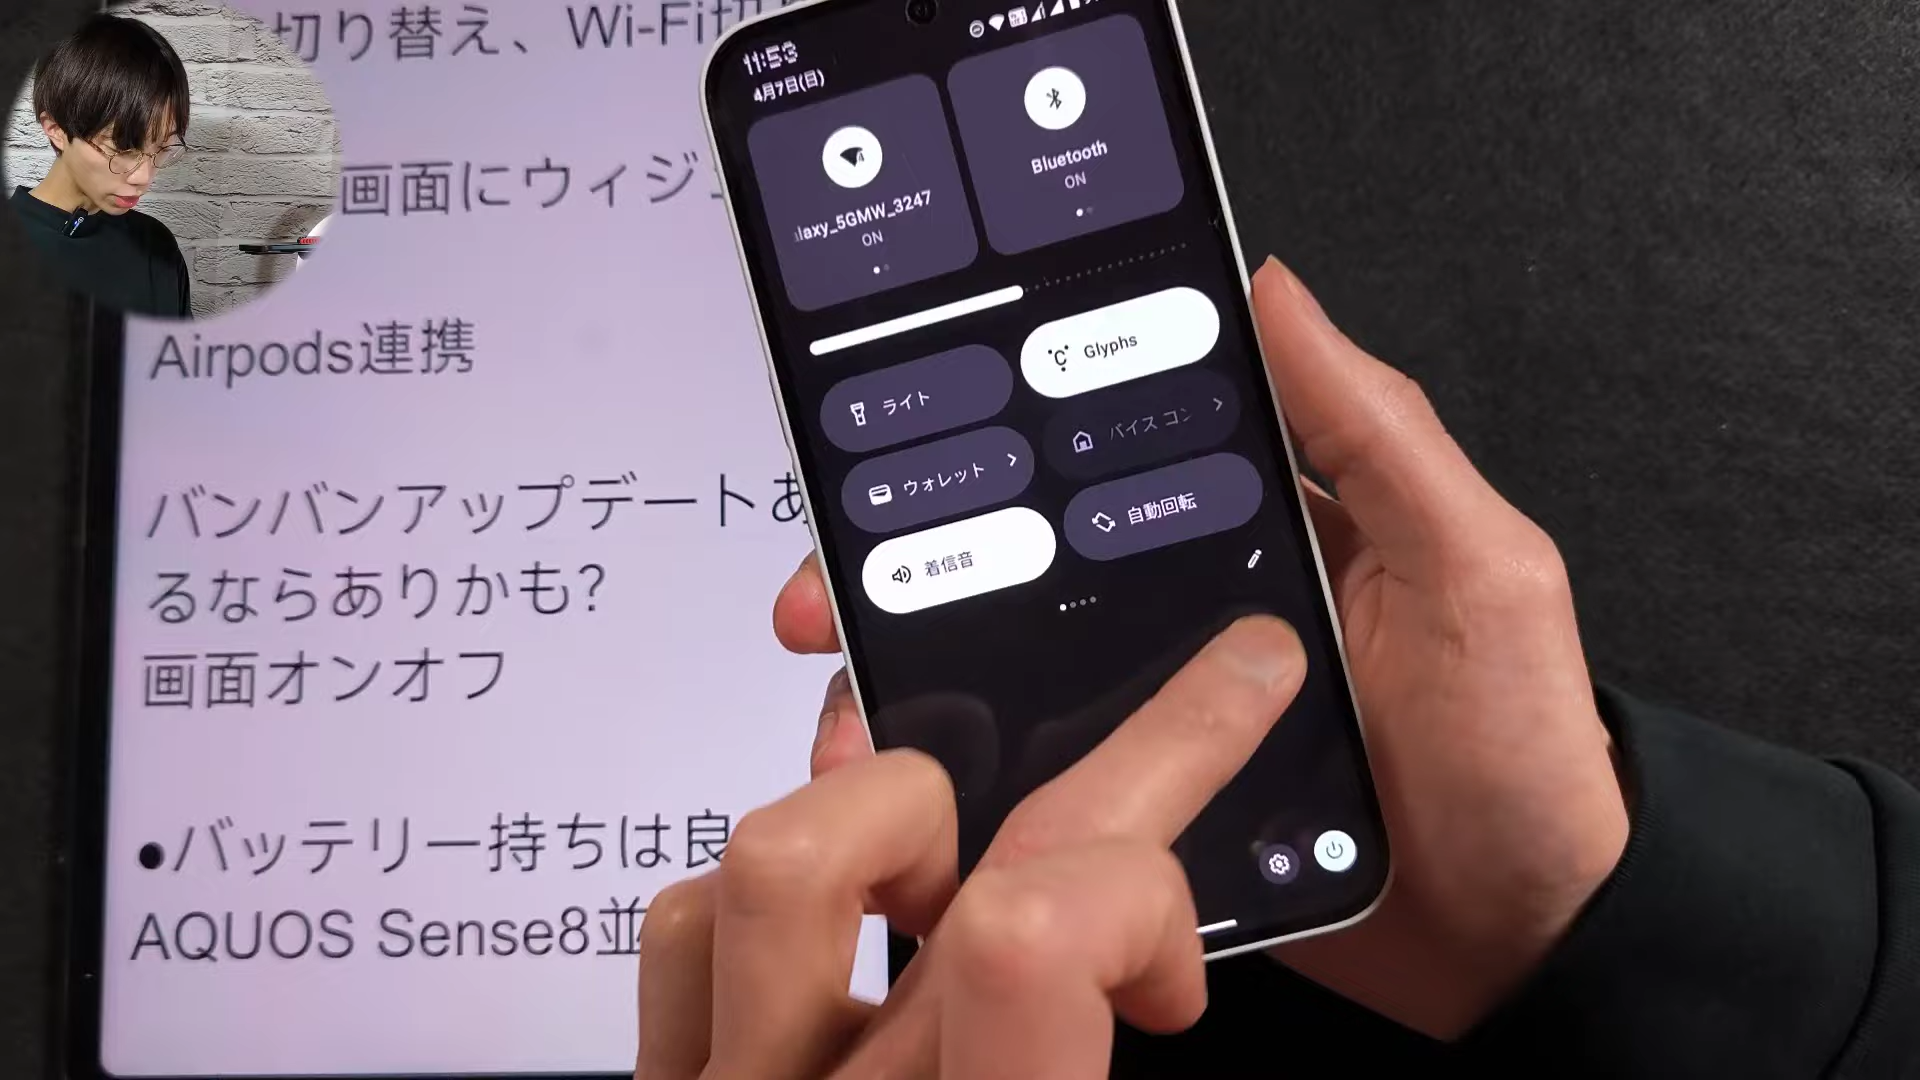 切り替え、Wi-Fi切
画面にウィジ
Airpods連携
バンバンアップデートあ
るならありかも?
画面オンオフ
●バッテリー持ちは良
AQUOS Sense8並
11:53
4月7日(日)
laxy_5GMW_3247
ON
Bluetooth
ON
ライト
Glyphs
ウォレット
バイス コン
着信音
自動回転